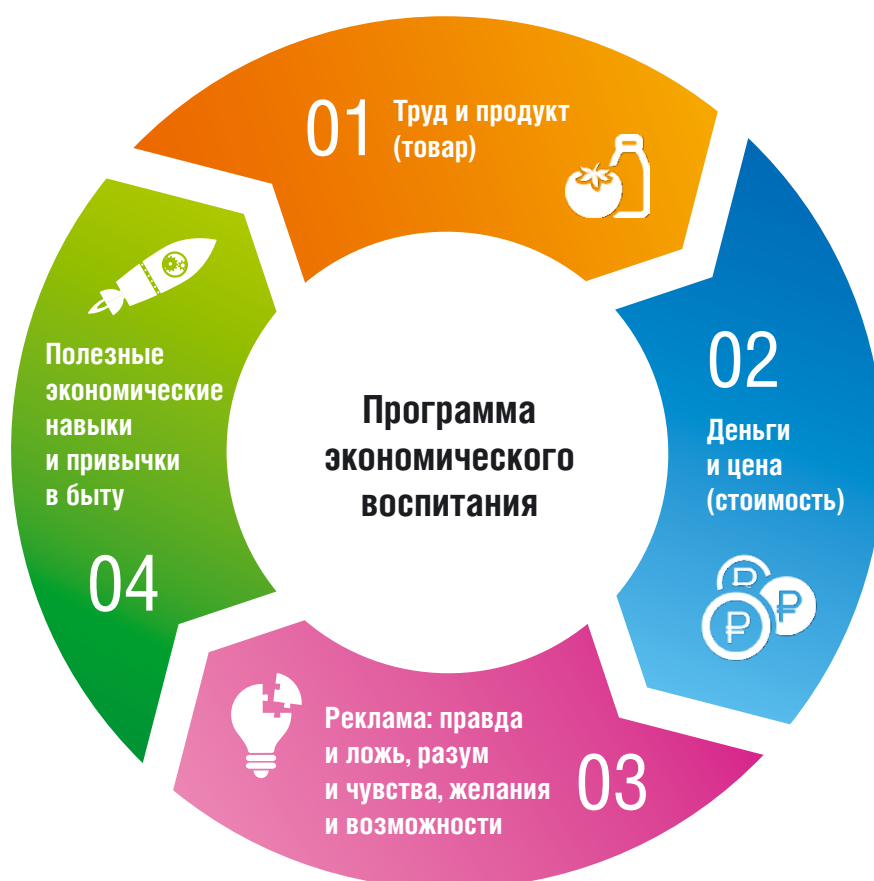 01
Труд и продукт
(товар)
02
Деньги
и цена
(стоимость)
Реклама: правда
и ложь, разум
и чувства, желания
и возможности
03
Полезные
экономические
навыки
и привычки
в быту
04
Программа
экономического
воспитания